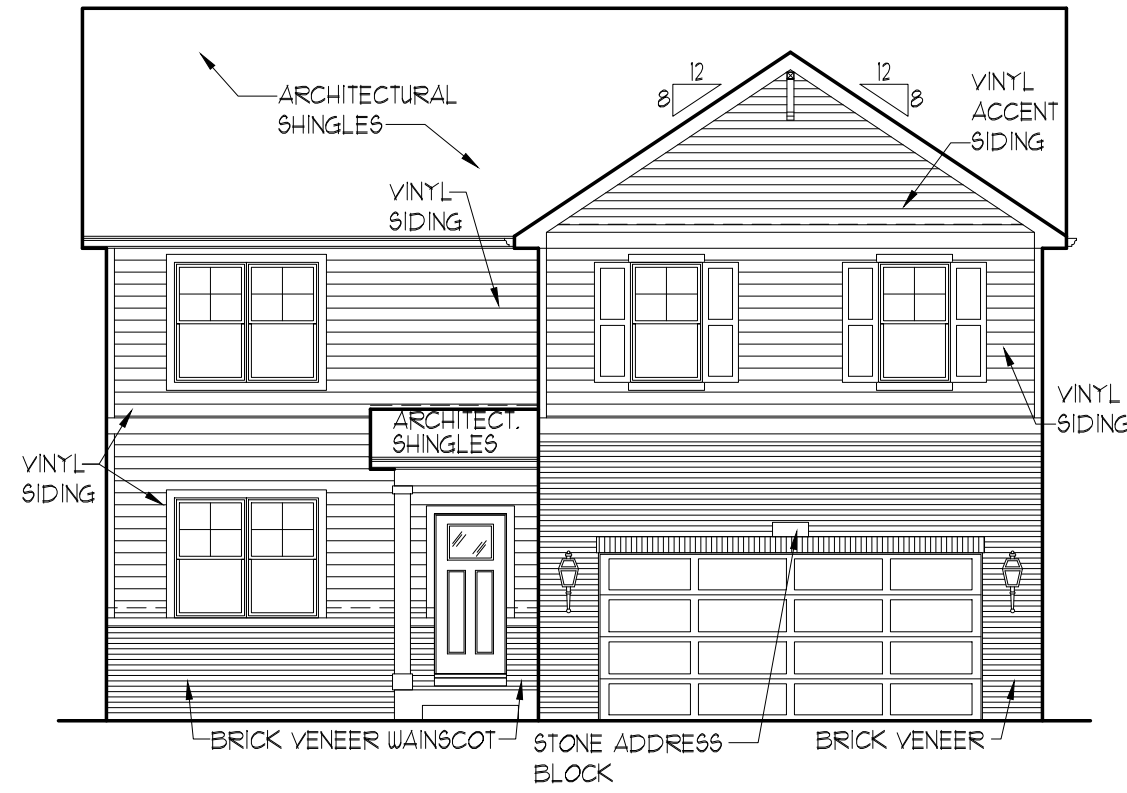 ARCHITECTURAL
SHINGLES
12
8
12
8
VINYL
ACCENT
SIDING
VINYL
SIDING
VINYL
SIDING
ARCHITECT.
SHINGLES
VINYL
SIDING
BRICK VENEER WAINSCOT
STONE ADDRESS
BLOCK
BRICK VENEER